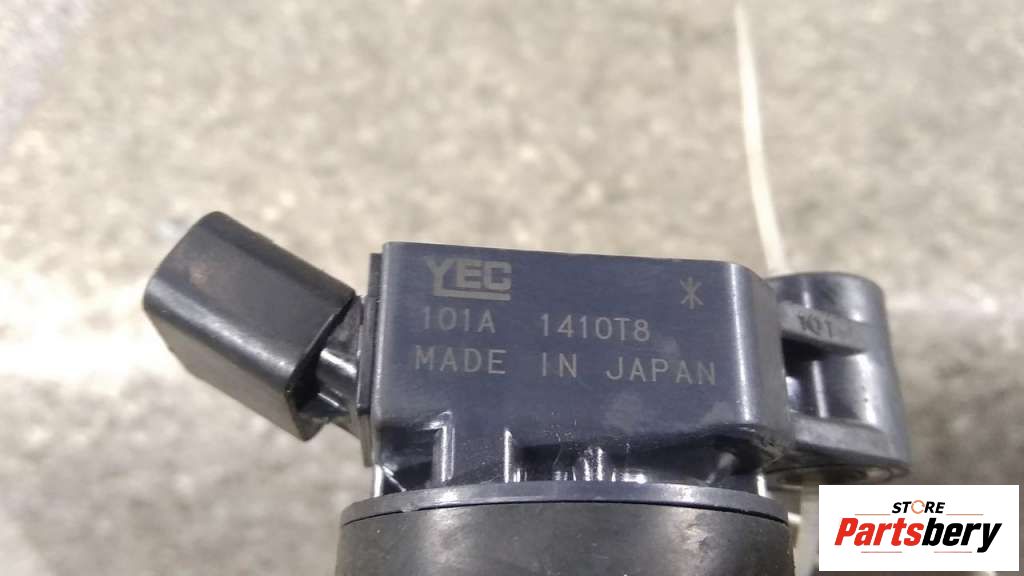 YEC
101A 1410T8
MADE IN JAPAN
101
STORE
Partsbery